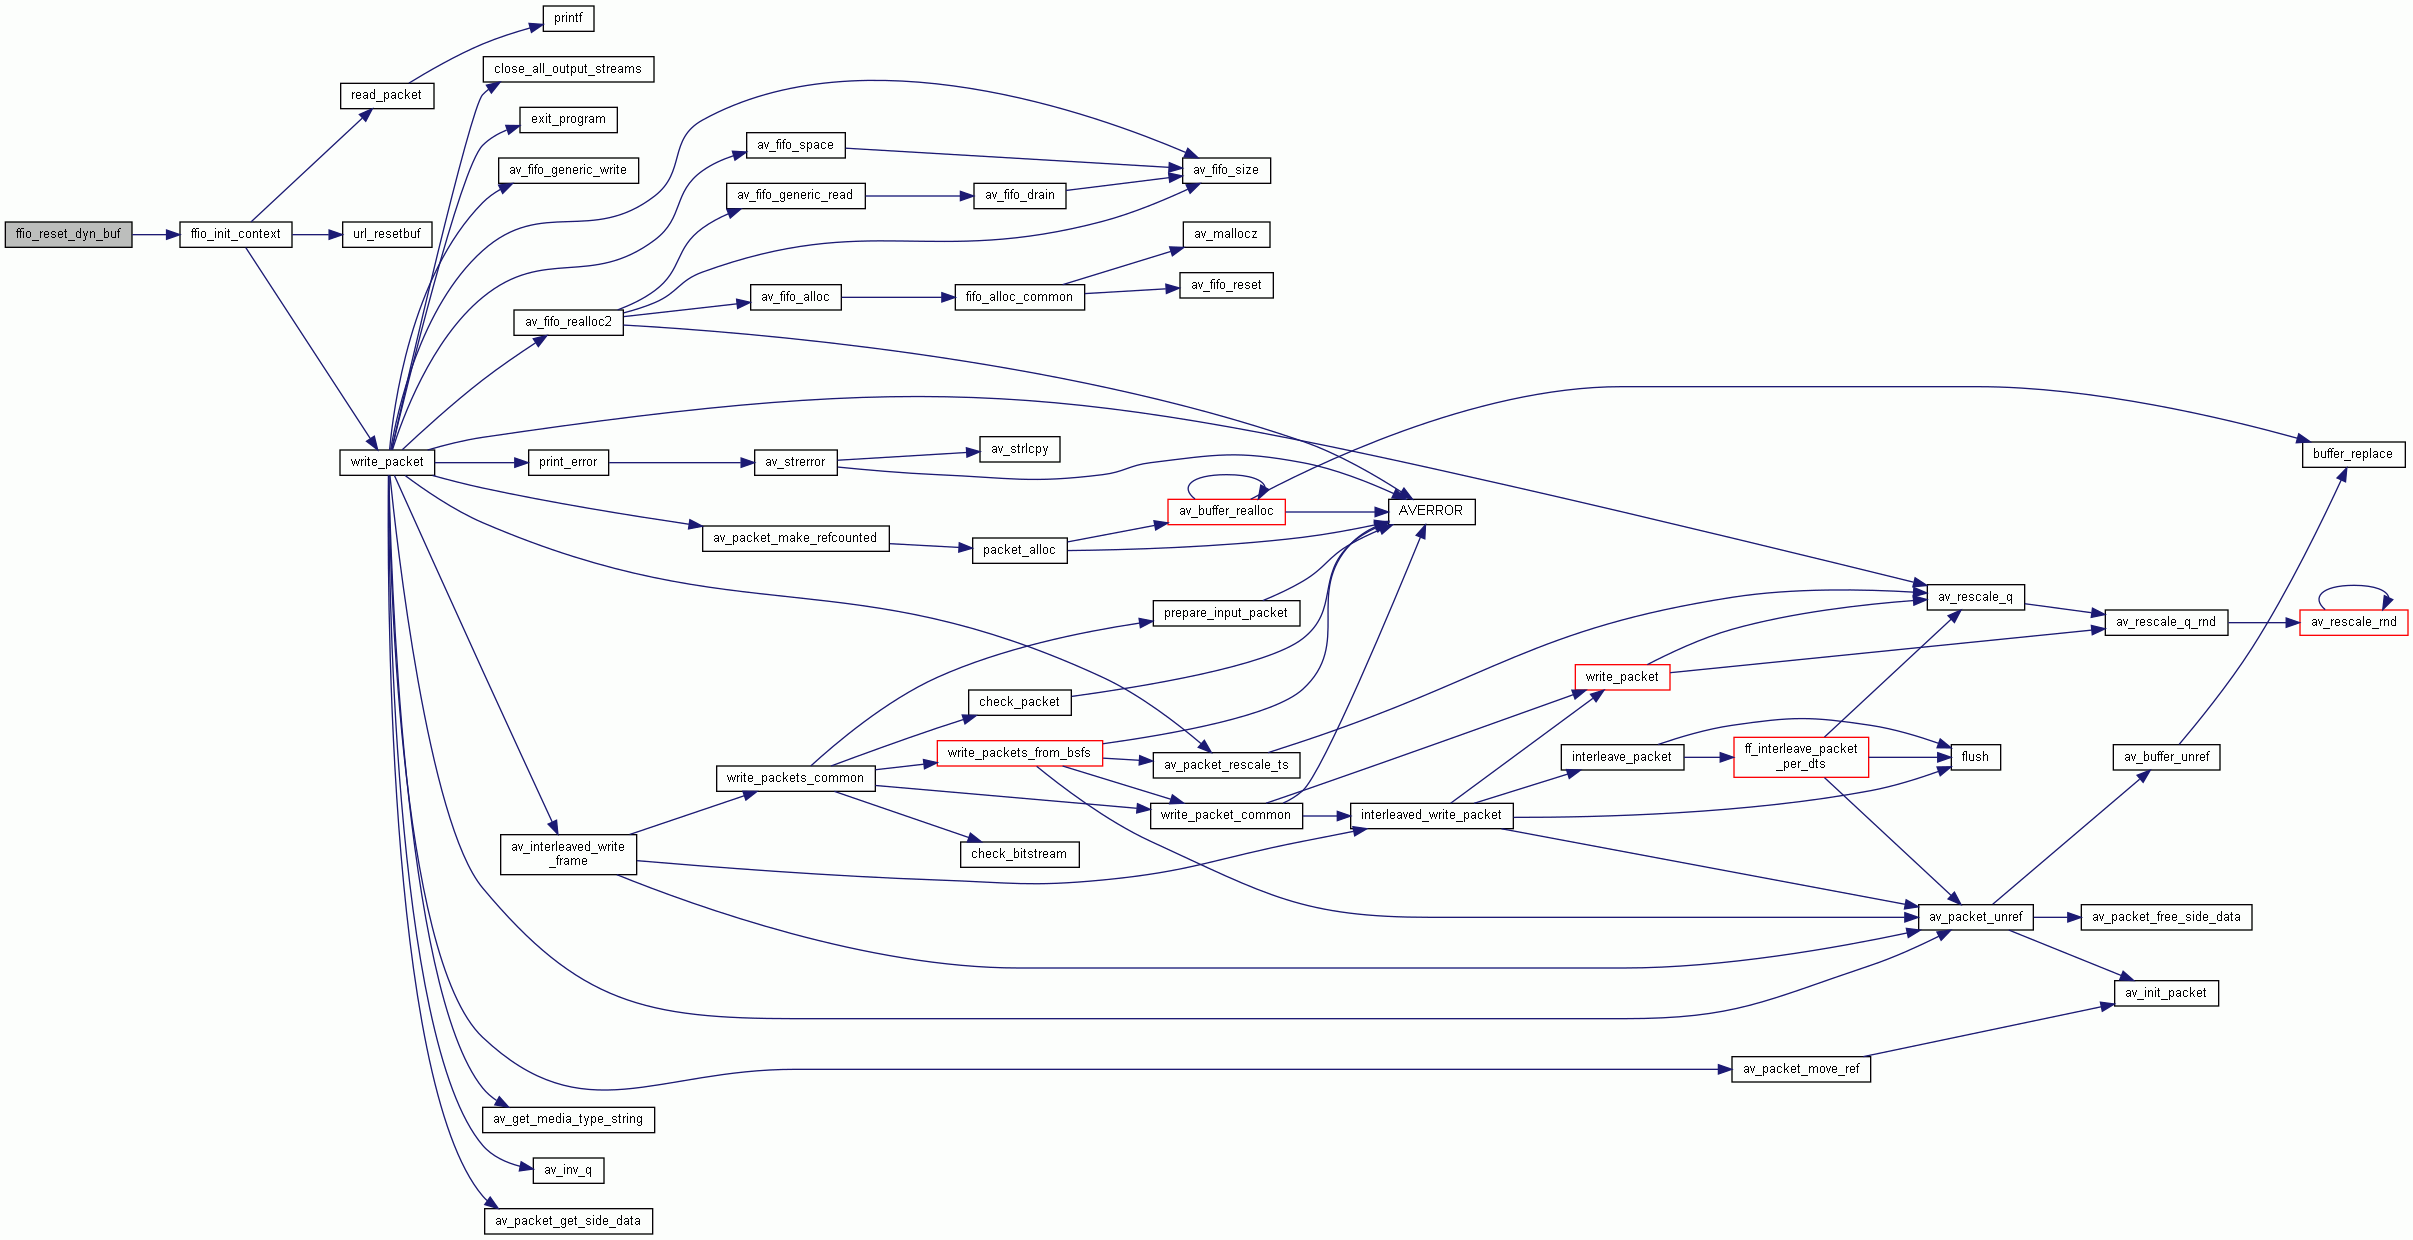 printf
close_all_output_streams
read_packet
exit_program
av_fifo_space
av_fifo_generic_write
av_fifo_size
av_fifo_generic_read
av_fifo_drain
ffio_reset_dyn_buf
ffio_init_context
url_resetbuf
av_mallocz
av_fifo_reset
av_fifo_alloc
fifo_alloc_common
av_fifo_realloc2
av_strlcpy
buffer_replace
write_packet
print_error
av_strerror
av_buffer_realloc
AVERROR
av_packet_make_refcounted
packet_alloc
av_rescale_q
prepare_input_packet
av_rescale_q_rnd
av_rescale_rnd
write_packet
check_packet
write_packets_from_bsfs
ff_interleave_packet
_per_dts
interleave_packet
flush
av_buffer_unref
av_packet_rescale_ts
write_packets_common
write_packet_common
interleaved_write_packet
av_interleaved_write
_frame
check_bitstream
av_packet_unref
av_packet_free_side_data
av_init_packet
av_packet_move_ref
av_get_media_type_string
av_inv_q
av_packet_get_side_data